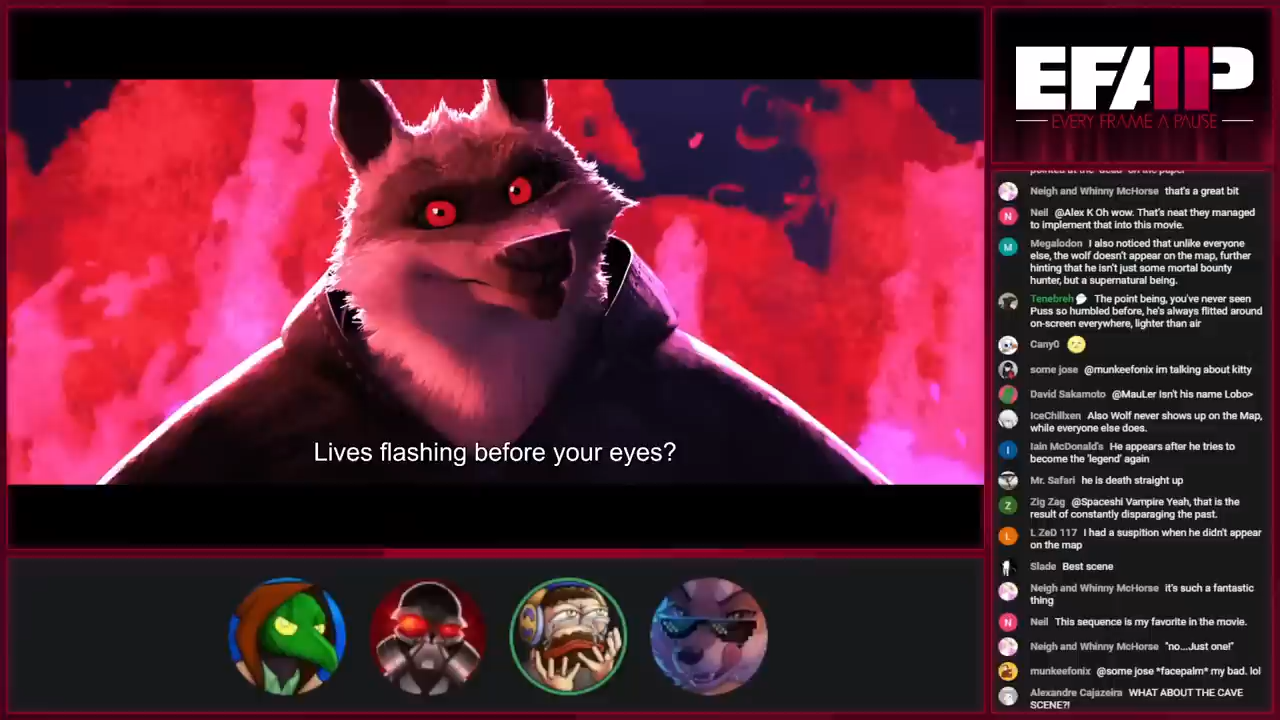 EFAP
EVERY FRAME A PAUSE
Neigh and Whinny McHorse that's a great bit
Neil @Alex K Oh wow. That's neat they managed
to implement that into this movie.
Megalodon I also noticed that unlike everyone
else, the wolf doesn't appear on the map, further
hinting that he isn't just some mortal bounty
hunter, but a supernatural being.
Tenebreh The point being, you've never seen
Puss so humbled before, he's always flitted around
on-screen everywhere, lighter than air
Cany0
some jose @munkeefonix im talking about kitty
David Sakamoto @MauLer Isn't his name Lobo>
IceChillxen Also Wolf never shows up on the Map,
while everyone else does.
Iain McDonald's He appears after he tries to
become the 'legend' again
Mr. Safari he is death straight up
Zig Zag @Spaceshi Vampire Yeah, that is the
result of constantly disparaging the past.
L ZeD 117 I had a suspition when he didn't appear
on the map
Slade Best scene
Neigh and Whinny McHorse it's such a fantastic
thing
Neil This sequence is my favorite in the movie.
Neigh and Whinny McHorse "no...Just one!"
munkeefonix @some jose *facepalm* my bad. lol
Alexandre Cajazeira WHAT ABOUT THE CAVE
SCENE?!
Lives flashing before your eyes?